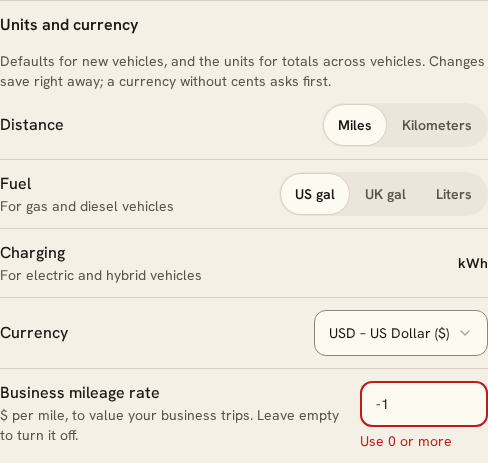 Units and currency
Defaults for new vehicles, and the units for totals across vehicles. Changes
save right away; a currency without cents asks first.
Distance
Miles
Kilometers
Fuel
For gas and diesel vehicles
US gal
UK gal
Liters
Charging
For electric and hybrid vehicles
kWh
Currency
USD – US Dollar ($)
Business mileage rate
$ per mile, to value your business trips. Leave empty
to turn it off.
-1
Use 0 or more